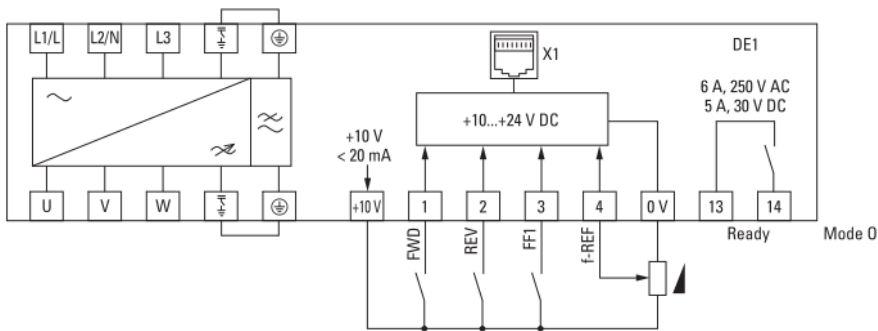 L1/L L2/N L3
X1
DE1
6 A, 250 V AC
5 A, 30 V DC
+10...+24 V DC
+10 V
< 20 mA
U V W +10 V 1 2 3 4 0 V 13 14
FWD REV FF1 f-REF
Ready
Mode 0